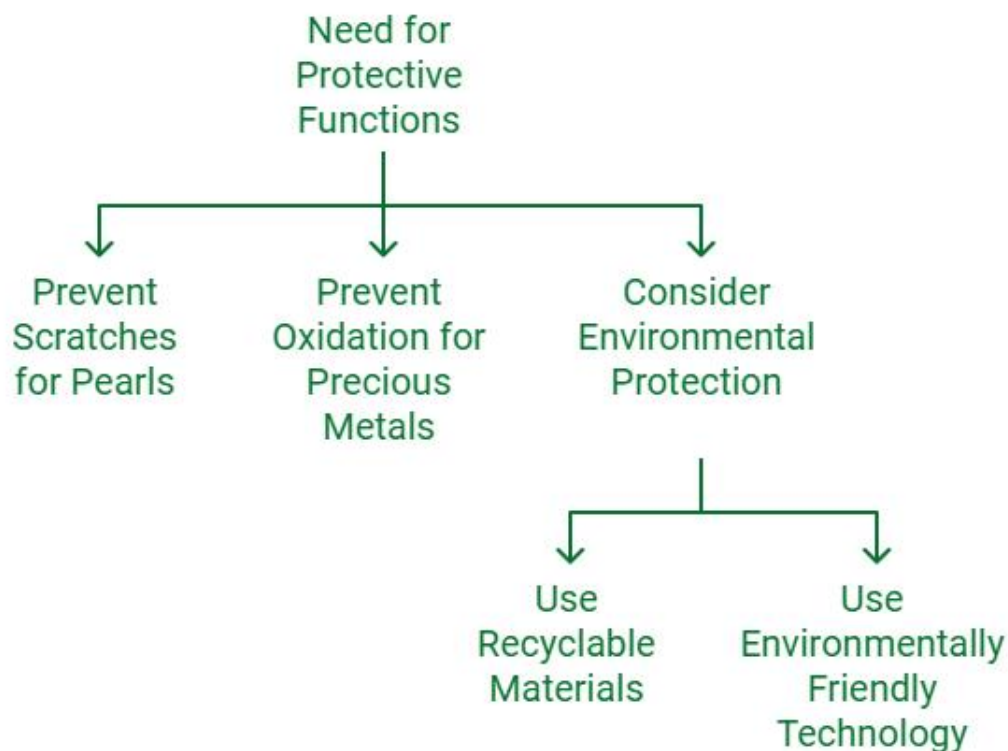 Need for
Protective
Functions
Prevent
Scratches
for Pearls
Prevent
Oxidation for
Precious
Metals
Consider
Environmental
Protection
Use
Recyclable
Materials
Use
Environmentally
Friendly
Technology